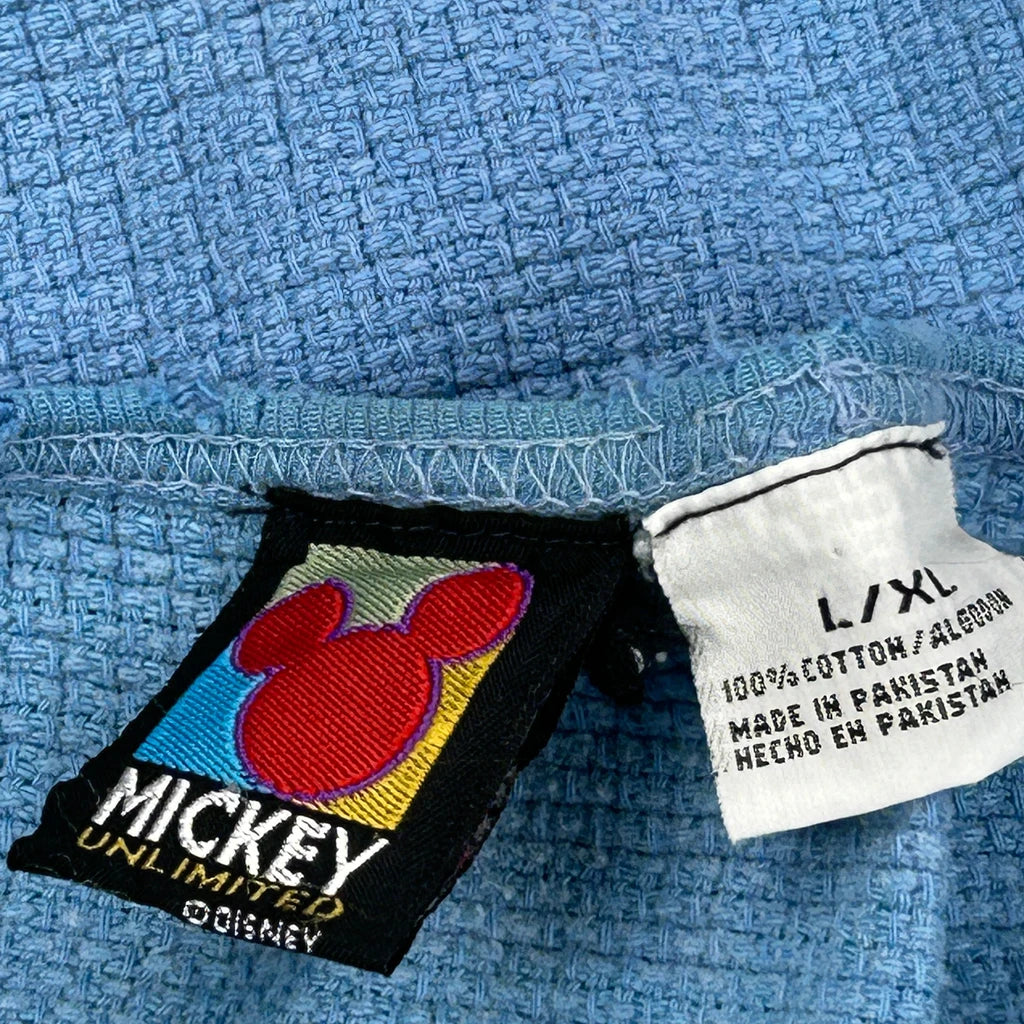 MICKEY
UNLIMITED
©DISNEY
L/XL
100% COTTON/ALGODON
MADE IN PAKISTAN
HECHO EN PAKISTAN